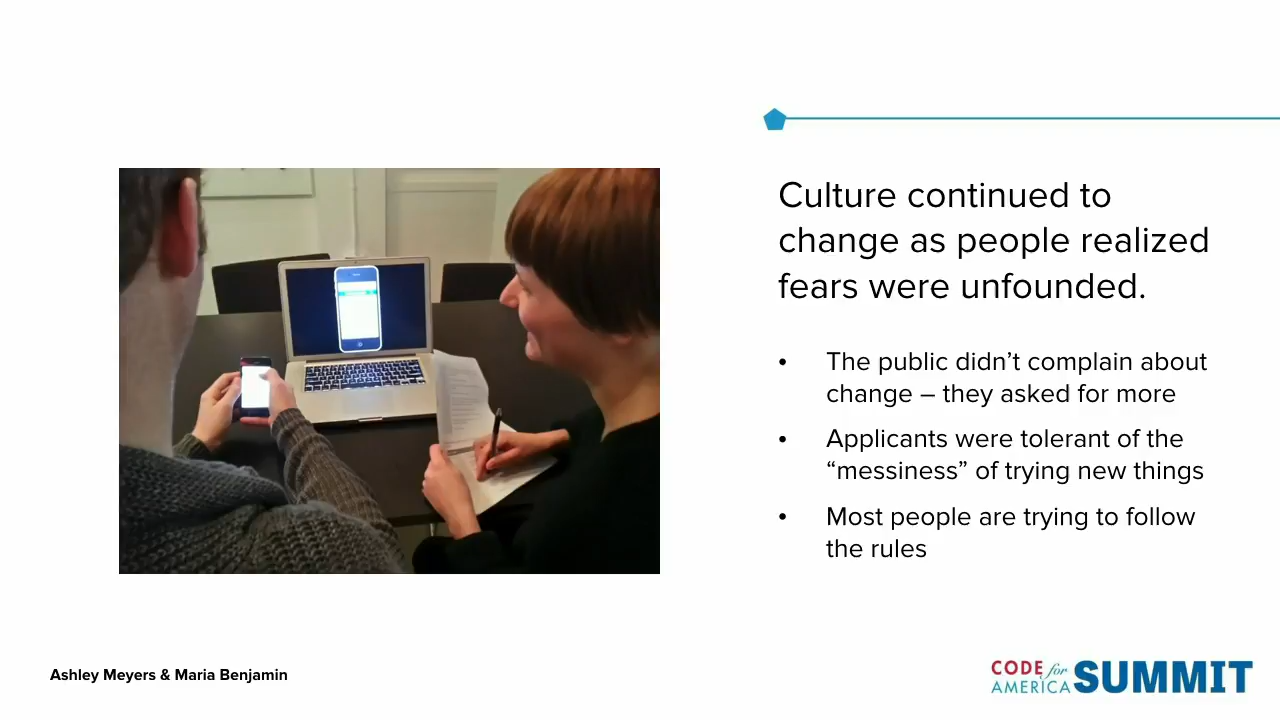 Culture continued to
change as people realized
fears were unfounded.
• The public didn’t complain about
change – they asked for more
• Applicants were tolerant of the
“messiness” of trying new things
• Most people are trying to follow
the rules
Ashley Meyers & Maria Benjamin
CODE for
AMERICA SUMMIT